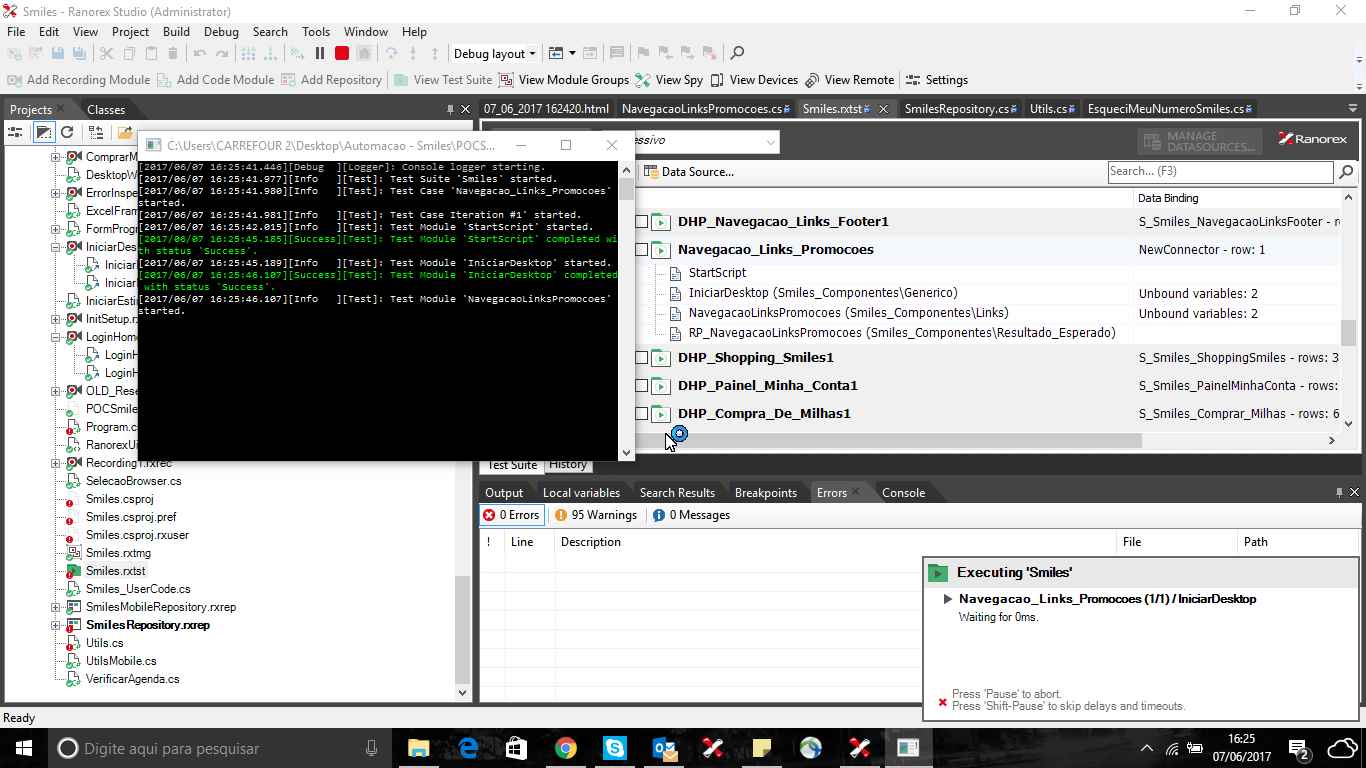 Smiles - Ranorex Studio (Administrator)
File Edit View Project Build Debug Search Tools Window Help
Debug layout
Add Recording Module Add Code Module Add Repository View Test Suite View Module Groups View Spy View Devices View Remote Settings
Projects Classes
07_06_2017 162420.html NavegacaoLinksPromocoes.cs Smiles.rxtst SmilesRepository.cs Utils.cs EsqueciMeuNumeroSmiles.cs
MANAGE DATASOURCES...
Ranorex
Data Source...
Search... (F3)
Data Binding
DHP_Navegacao_Links_Footer1 S_Smiles_NavegacaoLinksFooter - r
Navegacao_Links_Promocoes NewConnector - row: 1
StartScript
IniciarDesktop (Smiles_Componentes\Generico) Unbound variables: 2
NavegacaoLinksPromocoes (Smiles_Componentes\Links) Unbound variables: 2
RP_NavegacaoLinksPromocoes (Smiles_Componentes\Resultado_Esperado)
DHP_Shopping_Smiles1 S_Smiles_ShoppingSmiles - rows: 3
DHP_Painel_Minha_Conta1 S_Smiles_PainelMinhaConta - rows:
DHP_Compra_De_Milhas1 S_Smiles_Comprar_Milhas - rows: 6
Test Suite History
C:\Users\CARREFOUR 2\Desktop\Automacao - Smiles\POCS...
[2017/06/07 16:25:41.446][Debug ][Logger]: Console logger starting.
[2017/06/07 16:25:41.977][Info ][Test]: Test Suite 'Smiles' started.
[2017/06/07 16:25:41.980][Info ][Test]: Test Case 'Navegacao_Links_Promocoes'
started.
[2017/06/07 16:25:41.981][Info ][Test]: Test Case Iteration #1' started.
[2017/06/07 16:25:42.015][Info ][Test]: Test Module 'StartScript' started.
[2017/06/07 16:25:45.185][Success][Test]: Test Module 'StartScript' completed wi
th status 'Success'.
[2017/06/07 16:25:45.189][Info ][Test]: Test Module 'IniciarDesktop' started.
[2017/06/07 16:25:46.107][Success][Test]: Test Module 'IniciarDesktop' completed
with status 'Success'.
[2017/06/07 16:25:46.107][Info ][Test]: Test Module 'NavegacaoLinksPromocoes'
started.
ComprarM
DesktopW
ErrorInspe
ExcelFram
FormProgr
IniciarDes
Iniciar
Iniciar
IniciarEsti
InitSetup.r
LoginHom
LoginH
LoginH
OLD_Rese
POCSmile
Program.c
RanorexUi
Recording1.rxrec
SelecaoBrowser.cs
Smiles.csproj
Smiles.csproj.pref
Smiles.csproj.rxuser
Smiles.rxtmg
Smiles.rxtst
Smiles_UserCode.cs
SmilesMobileRepository.rxrep
SmilesRepository.rxrep
Utils.cs
UtilsMobile.cs
VerificarAgenda.cs
Output Local variables Search Results Breakpoints Errors Console
0 Errors 95 Warnings 0 Messages
! Line Description File Path
Executing 'Smiles'
Navegacao_Links_Promocoes (1/1) / IniciarDesktop
Waiting for 0ms.
Press 'Pause' to abort.
Press 'Shift-Pause' to skip delays and timeouts.
Ready
Digite aqui para pesquisar
16:25
07/06/2017
2